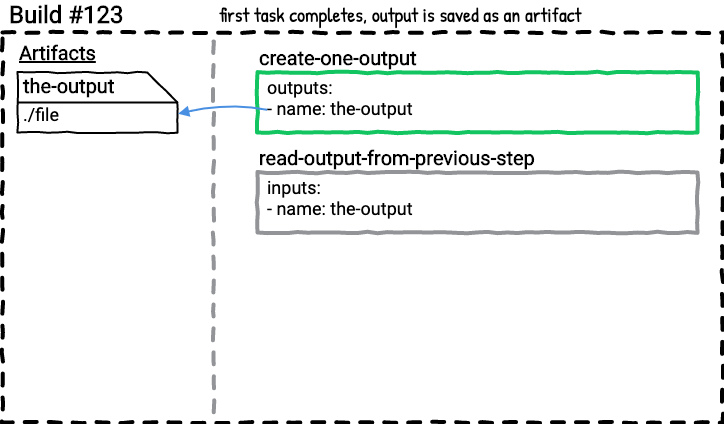 Build #123
first task completes, output is saved as an artifact
Artifacts
the-output
./file
create-one-output
outputs:
- name: the-output
read-output-from-previous-step
inputs:
- name: the-output